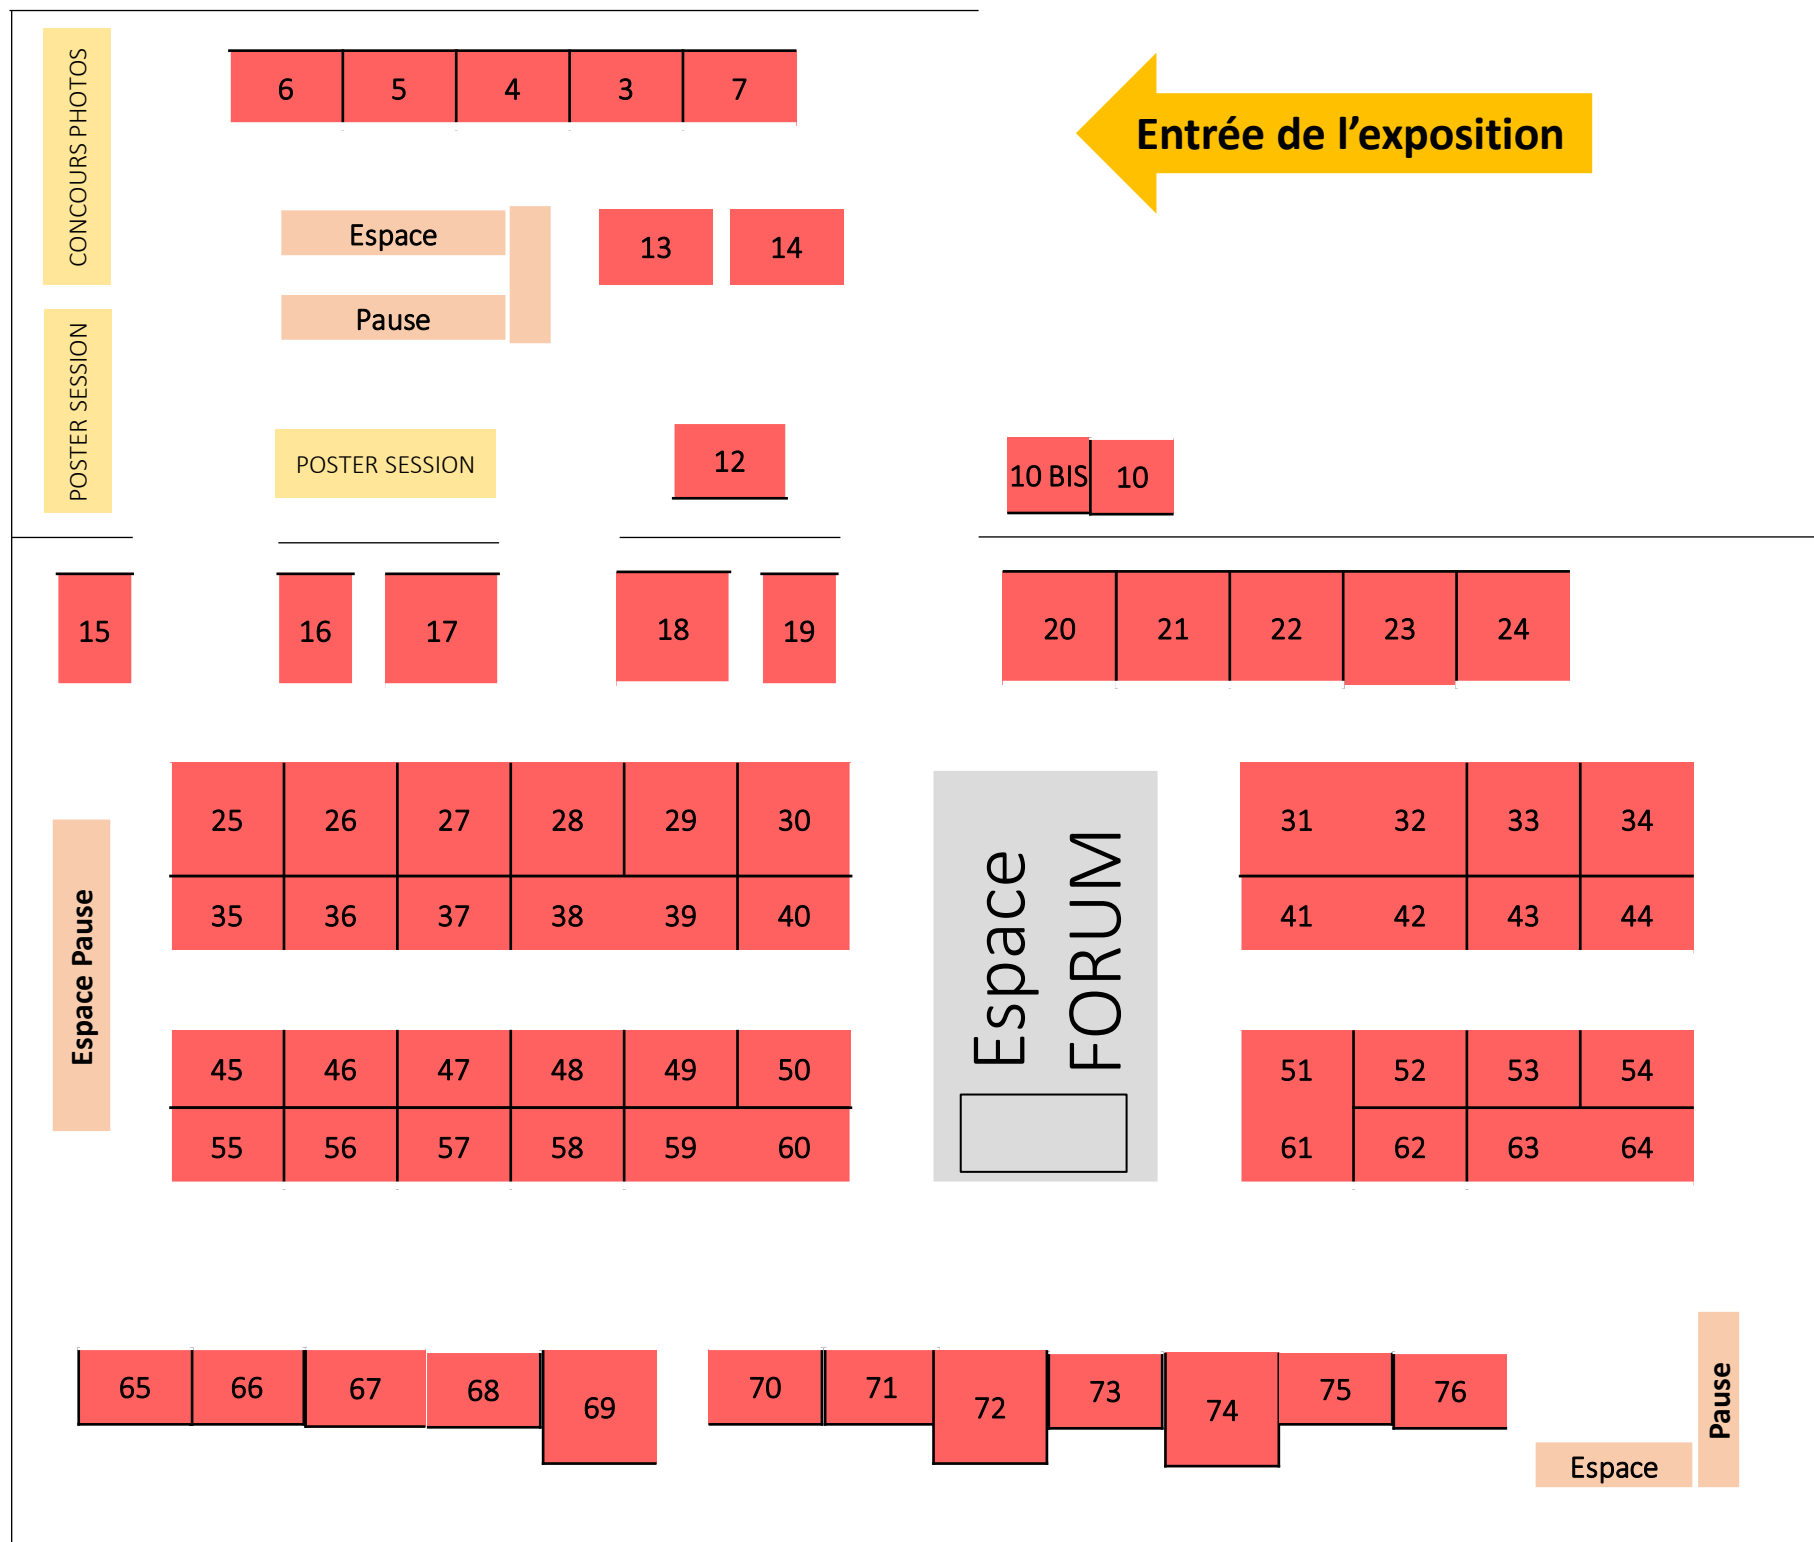 CONCOURS PHOTOS
6 5 4 3 7
Entrée de l’exposition
Espace
13 14
Pause
POSTER SESSION
POSTER SESSION
12
10 BIS 10
15 16 17 18 19 20 21 22 23 24
25 26 27 28 29 30
31 32 33 34
35 36 37 38 39 40
41 42 43 44
Espace Pause
Espace
FORUM
45 46 47 48 49 50
51 52 53 54
55 56 57 58 59 60
61 62 63 64
65 66 67 68 69 70 71 72 73 74 75 76
Espace
Pause